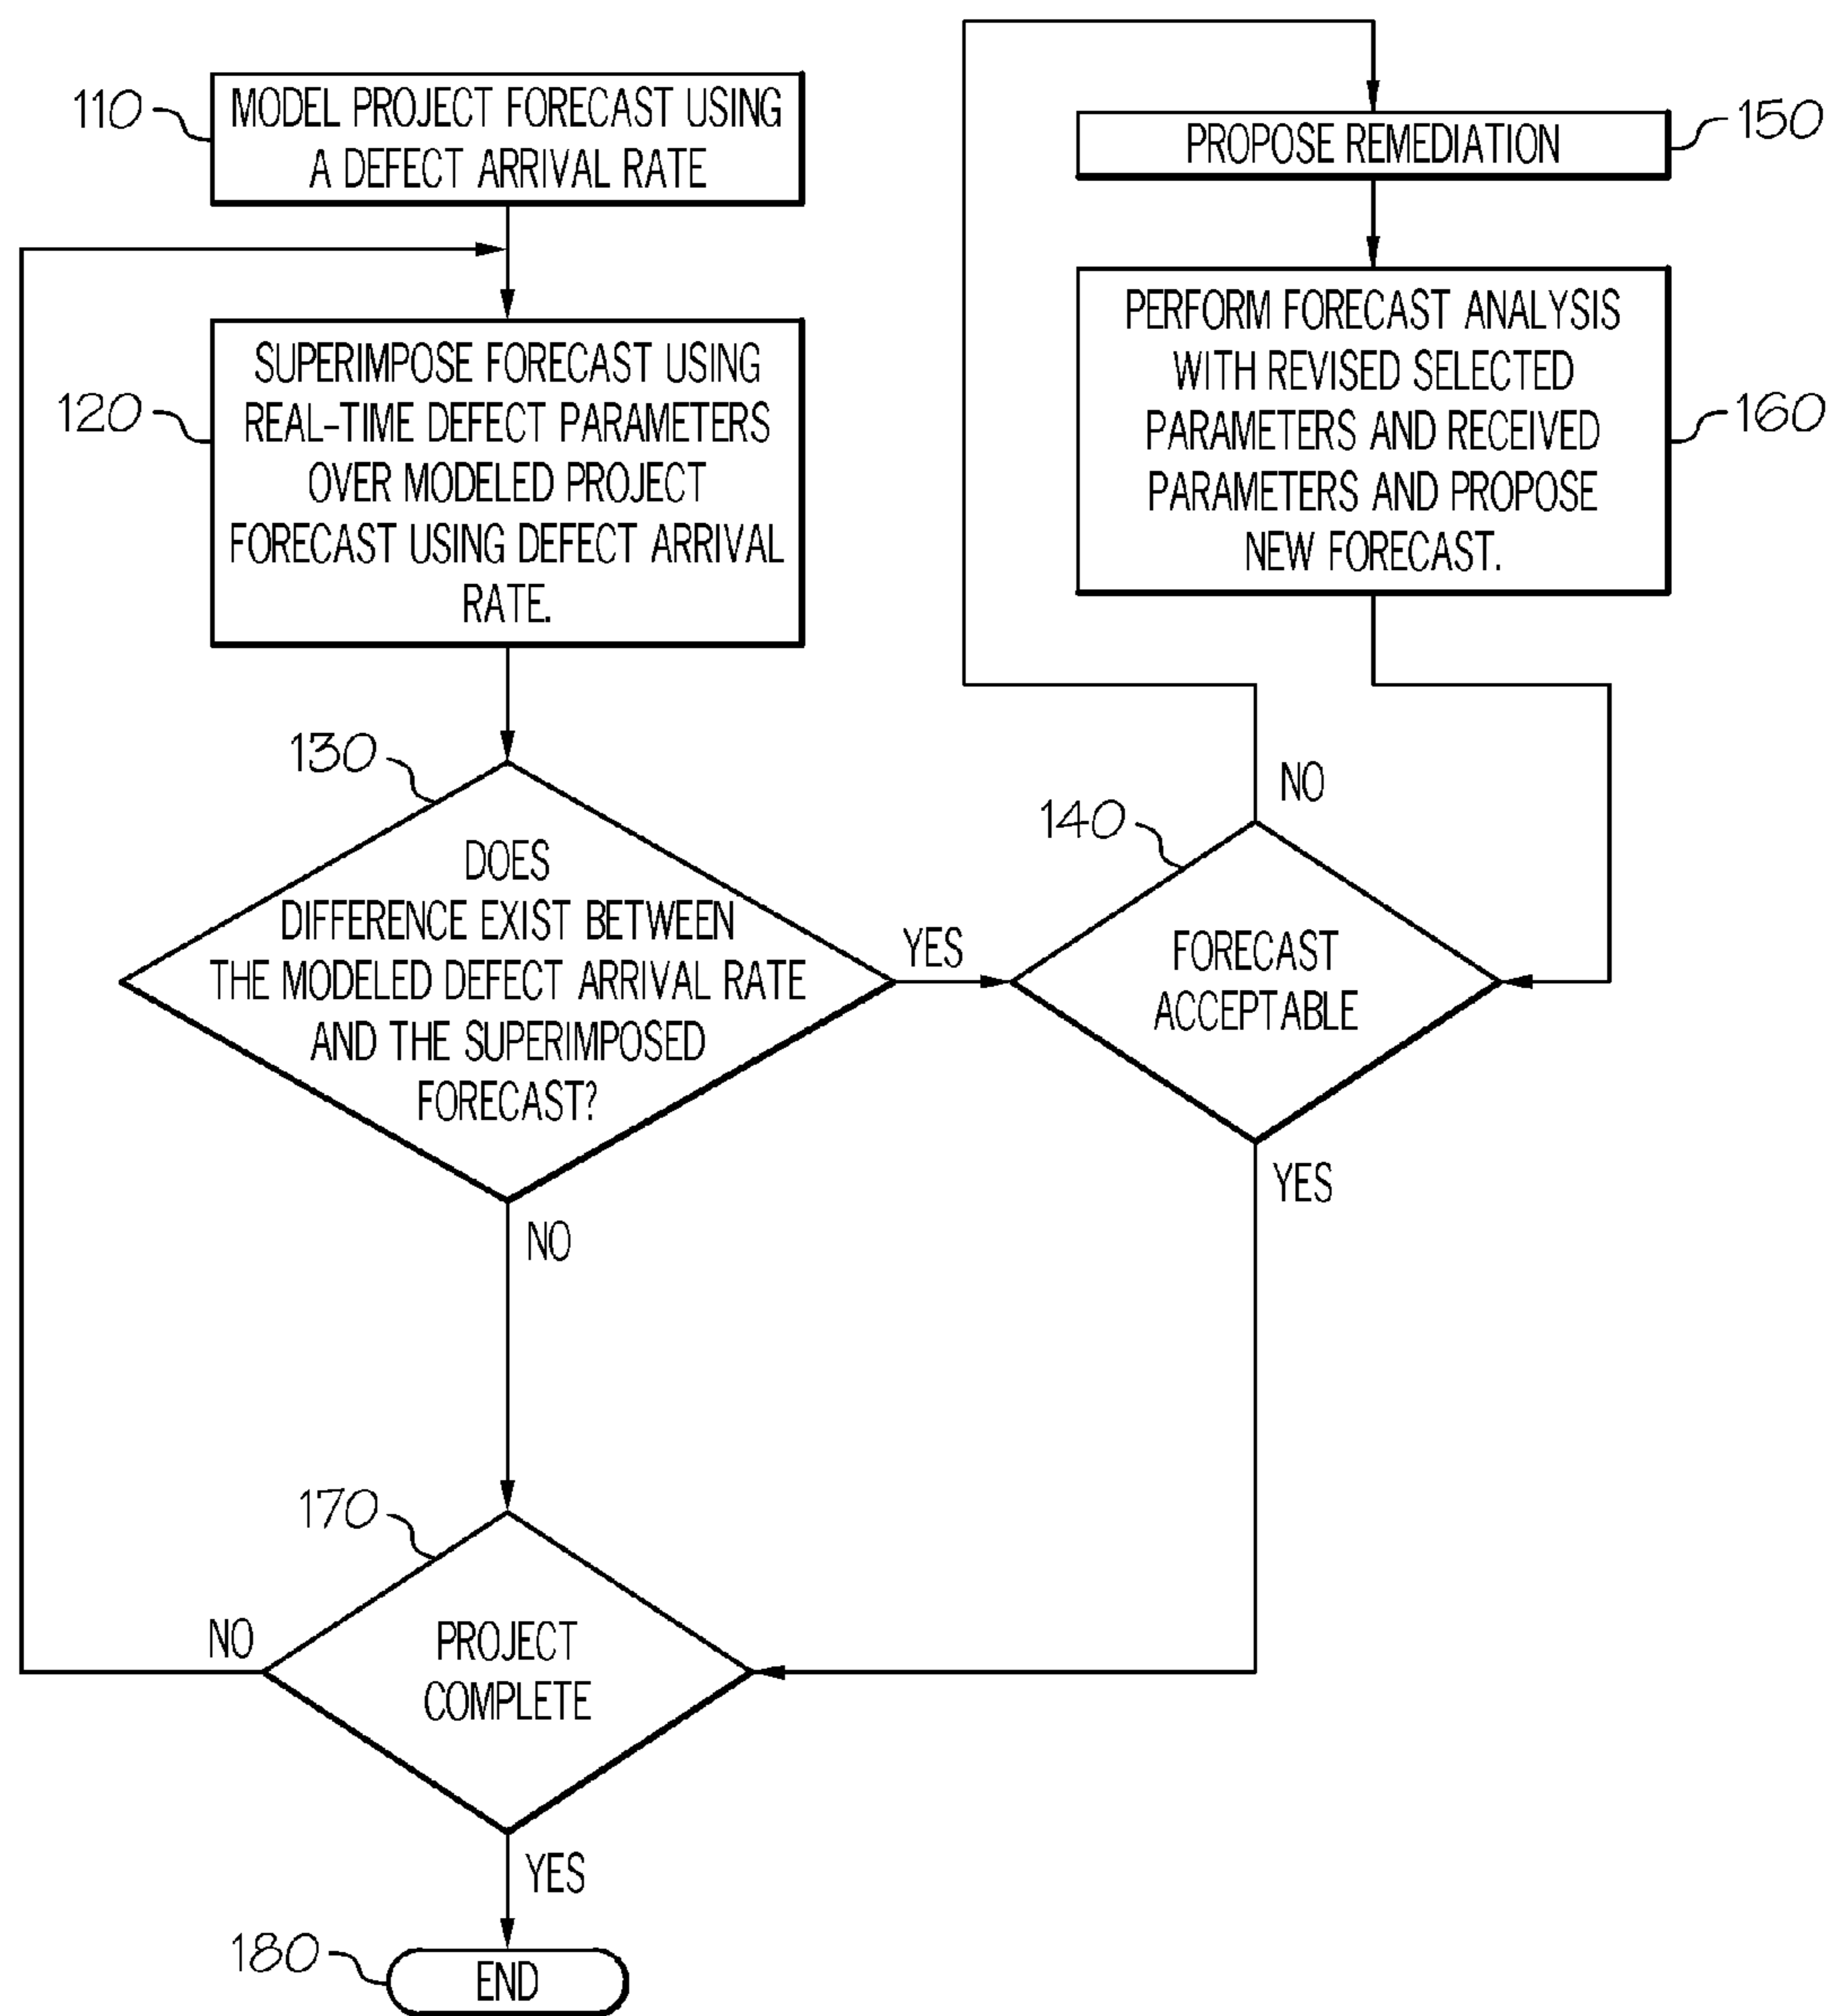 110
MODEL PROJECT FORECAST USING
A DEFECT ARRIVAL RATE
120
SUPERIMPOSE FORECAST USING
REAL-TIME DEFECT PARAMETERS
OVER MODELED PROJECT
FORECAST USING DEFECT ARRIVAL
RATE.
130
DOES
DIFFERENCE EXIST BETWEEN
THE MODELED DEFECT ARRIVAL RATE
AND THE SUPERIMPOSED
FORECAST?
YES
NO
140
FORECAST
ACCEPTABLE
NO
YES
PROPOSE REMEDIATION
150
PERFORM FORECAST ANALYSIS
WITH REVISED SELECTED
PARAMETERS AND RECEIVED
PARAMETERS AND PROPOSE
NEW FORECAST.
160
170
PROJECT
COMPLETE
NO
YES
180
END